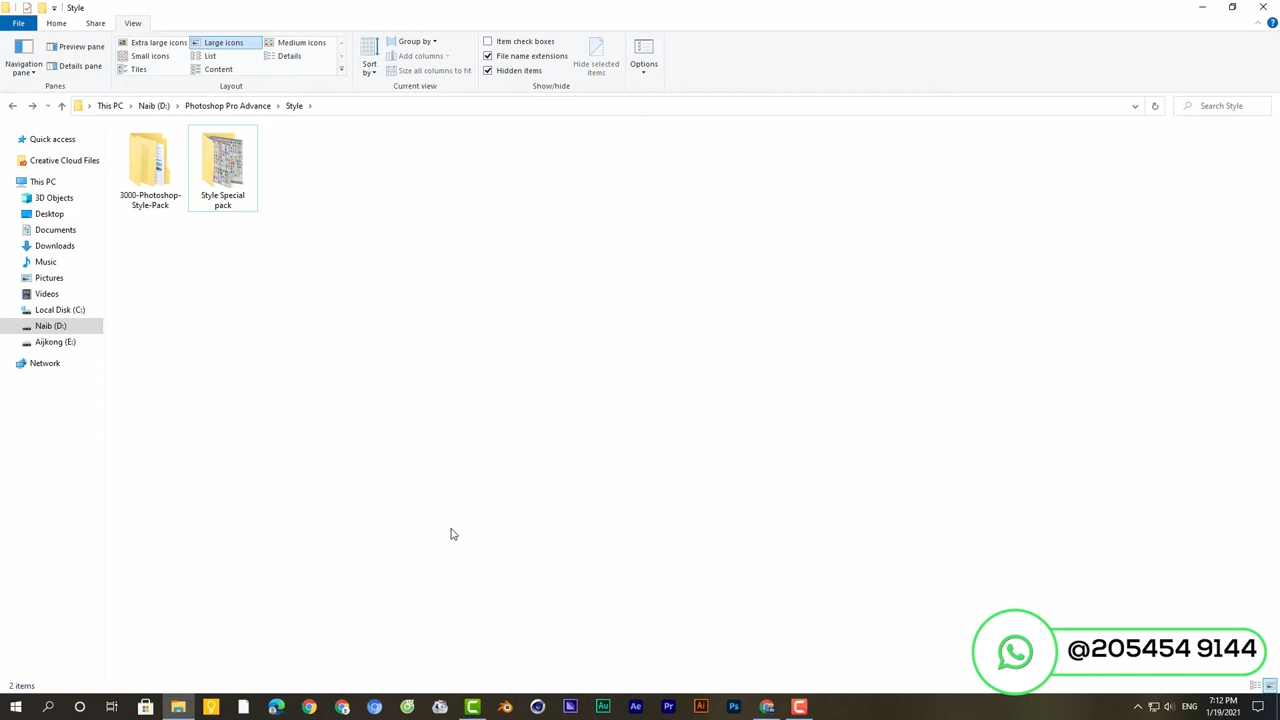 Style
File Home Share View
Navigation pane
Preview pane
Details pane
Panes
Extra large icons Large icons Medium icons
Small icons List Details
Tiles Content
Layout
Sort by
Group by
Add columns
Size all columns to fit
Current view
Item check boxes
File name extensions
Hidden items
Hide selected items
Show/hide
Options
This PC Naib (D:) Photoshop Pro Advance Style
Search Style
Quick access
Creative Cloud Files
This PC
3D Objects
Desktop
Documents
Downloads
Music
Pictures
Videos
Local Disk (C:)
Naib (D:)
Aijkong (E:)
Network
3000-Photoshop-
Style-Pack
Style Special
pack
@205454 9144
2 items
Au Ae Pr Ai Ps
ENG
7:12 PM
1/19/2021